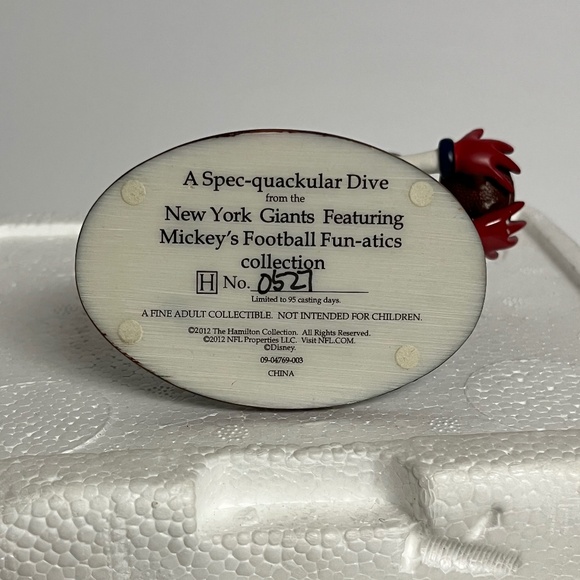 A Spec-quackular Dive
from the
New York Giants Featuring
Mickey's Football Fun-atics
collection
H No. 0527
Limited to 95 casting days.
A FINE ADULT COLLECTIBLE. NOT INTENDED FOR CHILDREN.
©2012 The Hamilton Collection. All Rights Reserved.
©2012 NFL Properties LLC. Visit NFL.COM.
©Disney.
09-04769-003
CHINA